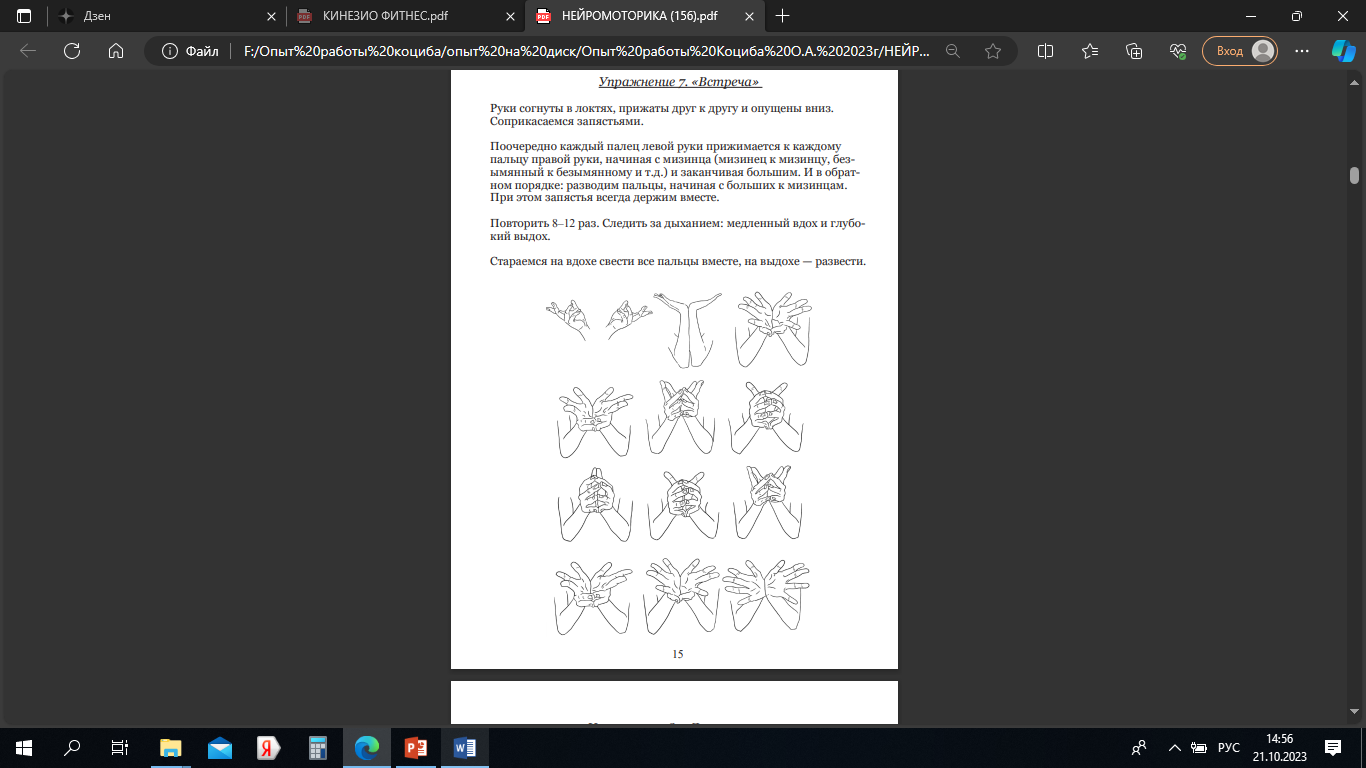 Дзен
КИНЕЗИО ФИТНЕС.pdf
НЕЙРОМОТОРИКА (156).pdf
Файл
F:/Опыт%20работы%20коциба/опыт%20на%20диск/Опыт%20работы%20Коциба%20О.А.%202023г/НЕЙР...
Вход
Упражнение 7. «Встреча»
Руки согнуты в локтях, прижаты друг к другу и опущены вниз.
Соприкасаемся запястьями.
Поочередно каждый палец левой руки прижимается к каждому
пальцу правой руки, начиная с мизинца (мизинец к мизинцу, без-
ымянный к безымянному и т.д.) и заканчивая большим. И в обрат-
ном порядке: разводим пальцы, начиная с больших к мизинцам.
При этом запястья всегда держим вместе.
Повторить 8–12 раз. Следить за дыханием: медленный вдох и глубо-
кий выдох.
Стараемся на вдохе свести все пальцы вместе, на выдохе — развести.
15
РУС
14:56
21.10.2023